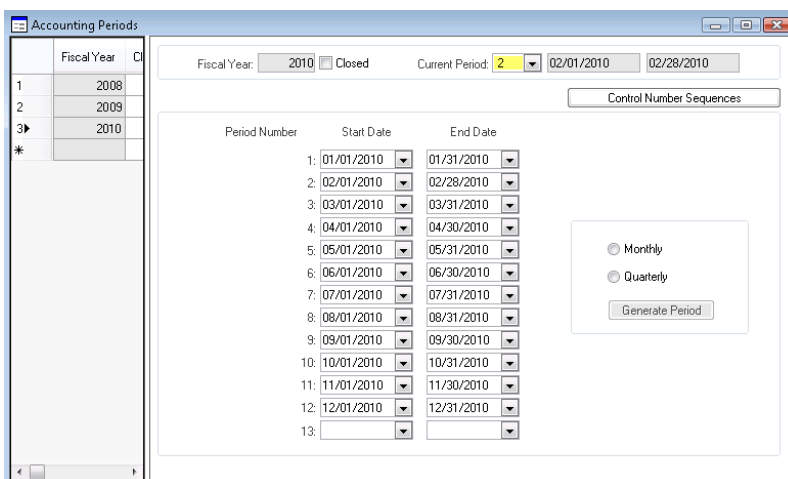 Accounting Periods
Fiscal Year Cl
1 2008
2 2009
3 2010
Fiscal Year: 2010 Closed Current Period: 2 02/01/2010 02/28/2010
Control Number Sequences
Period Number Start Date End Date
1: 01/01/2010 01/31/2010
2: 02/01/2010 02/28/2010
3: 03/01/2010 03/31/2010
4: 04/01/2010 04/30/2010
5: 05/01/2010 05/31/2010
6: 06/01/2010 06/30/2010
7: 07/01/2010 07/31/2010
8: 08/01/2010 08/31/2010
9: 09/01/2010 09/30/2010
10: 10/01/2010 10/31/2010
11: 11/01/2010 11/30/2010
12: 12/01/2010 12/31/2010
13:
Monthly
Quarterly
Generate Period